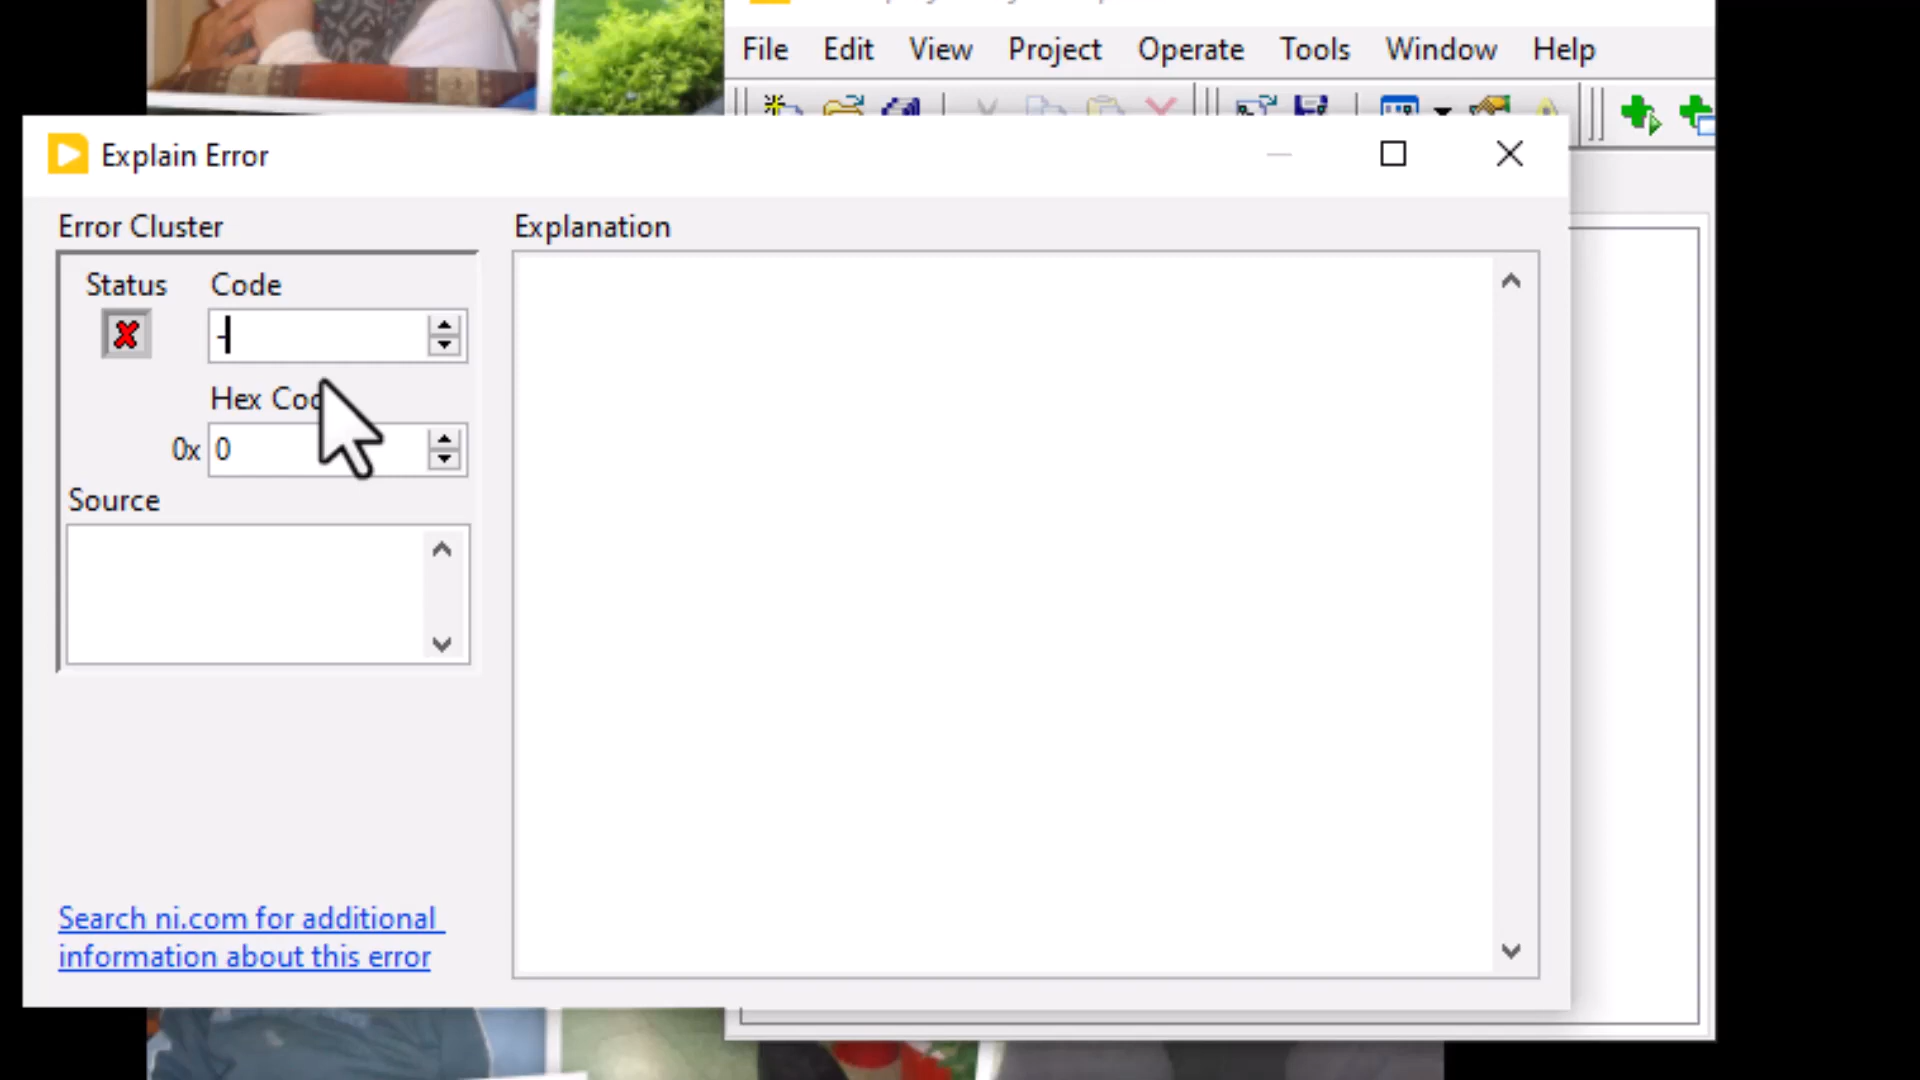 File Edit View Project Operate Tools Window Help
Explain Error
Error Cluster
Explanation
Status Code
-
Hex Co
0x 0
Source
Search ni.com for additional
information about this error